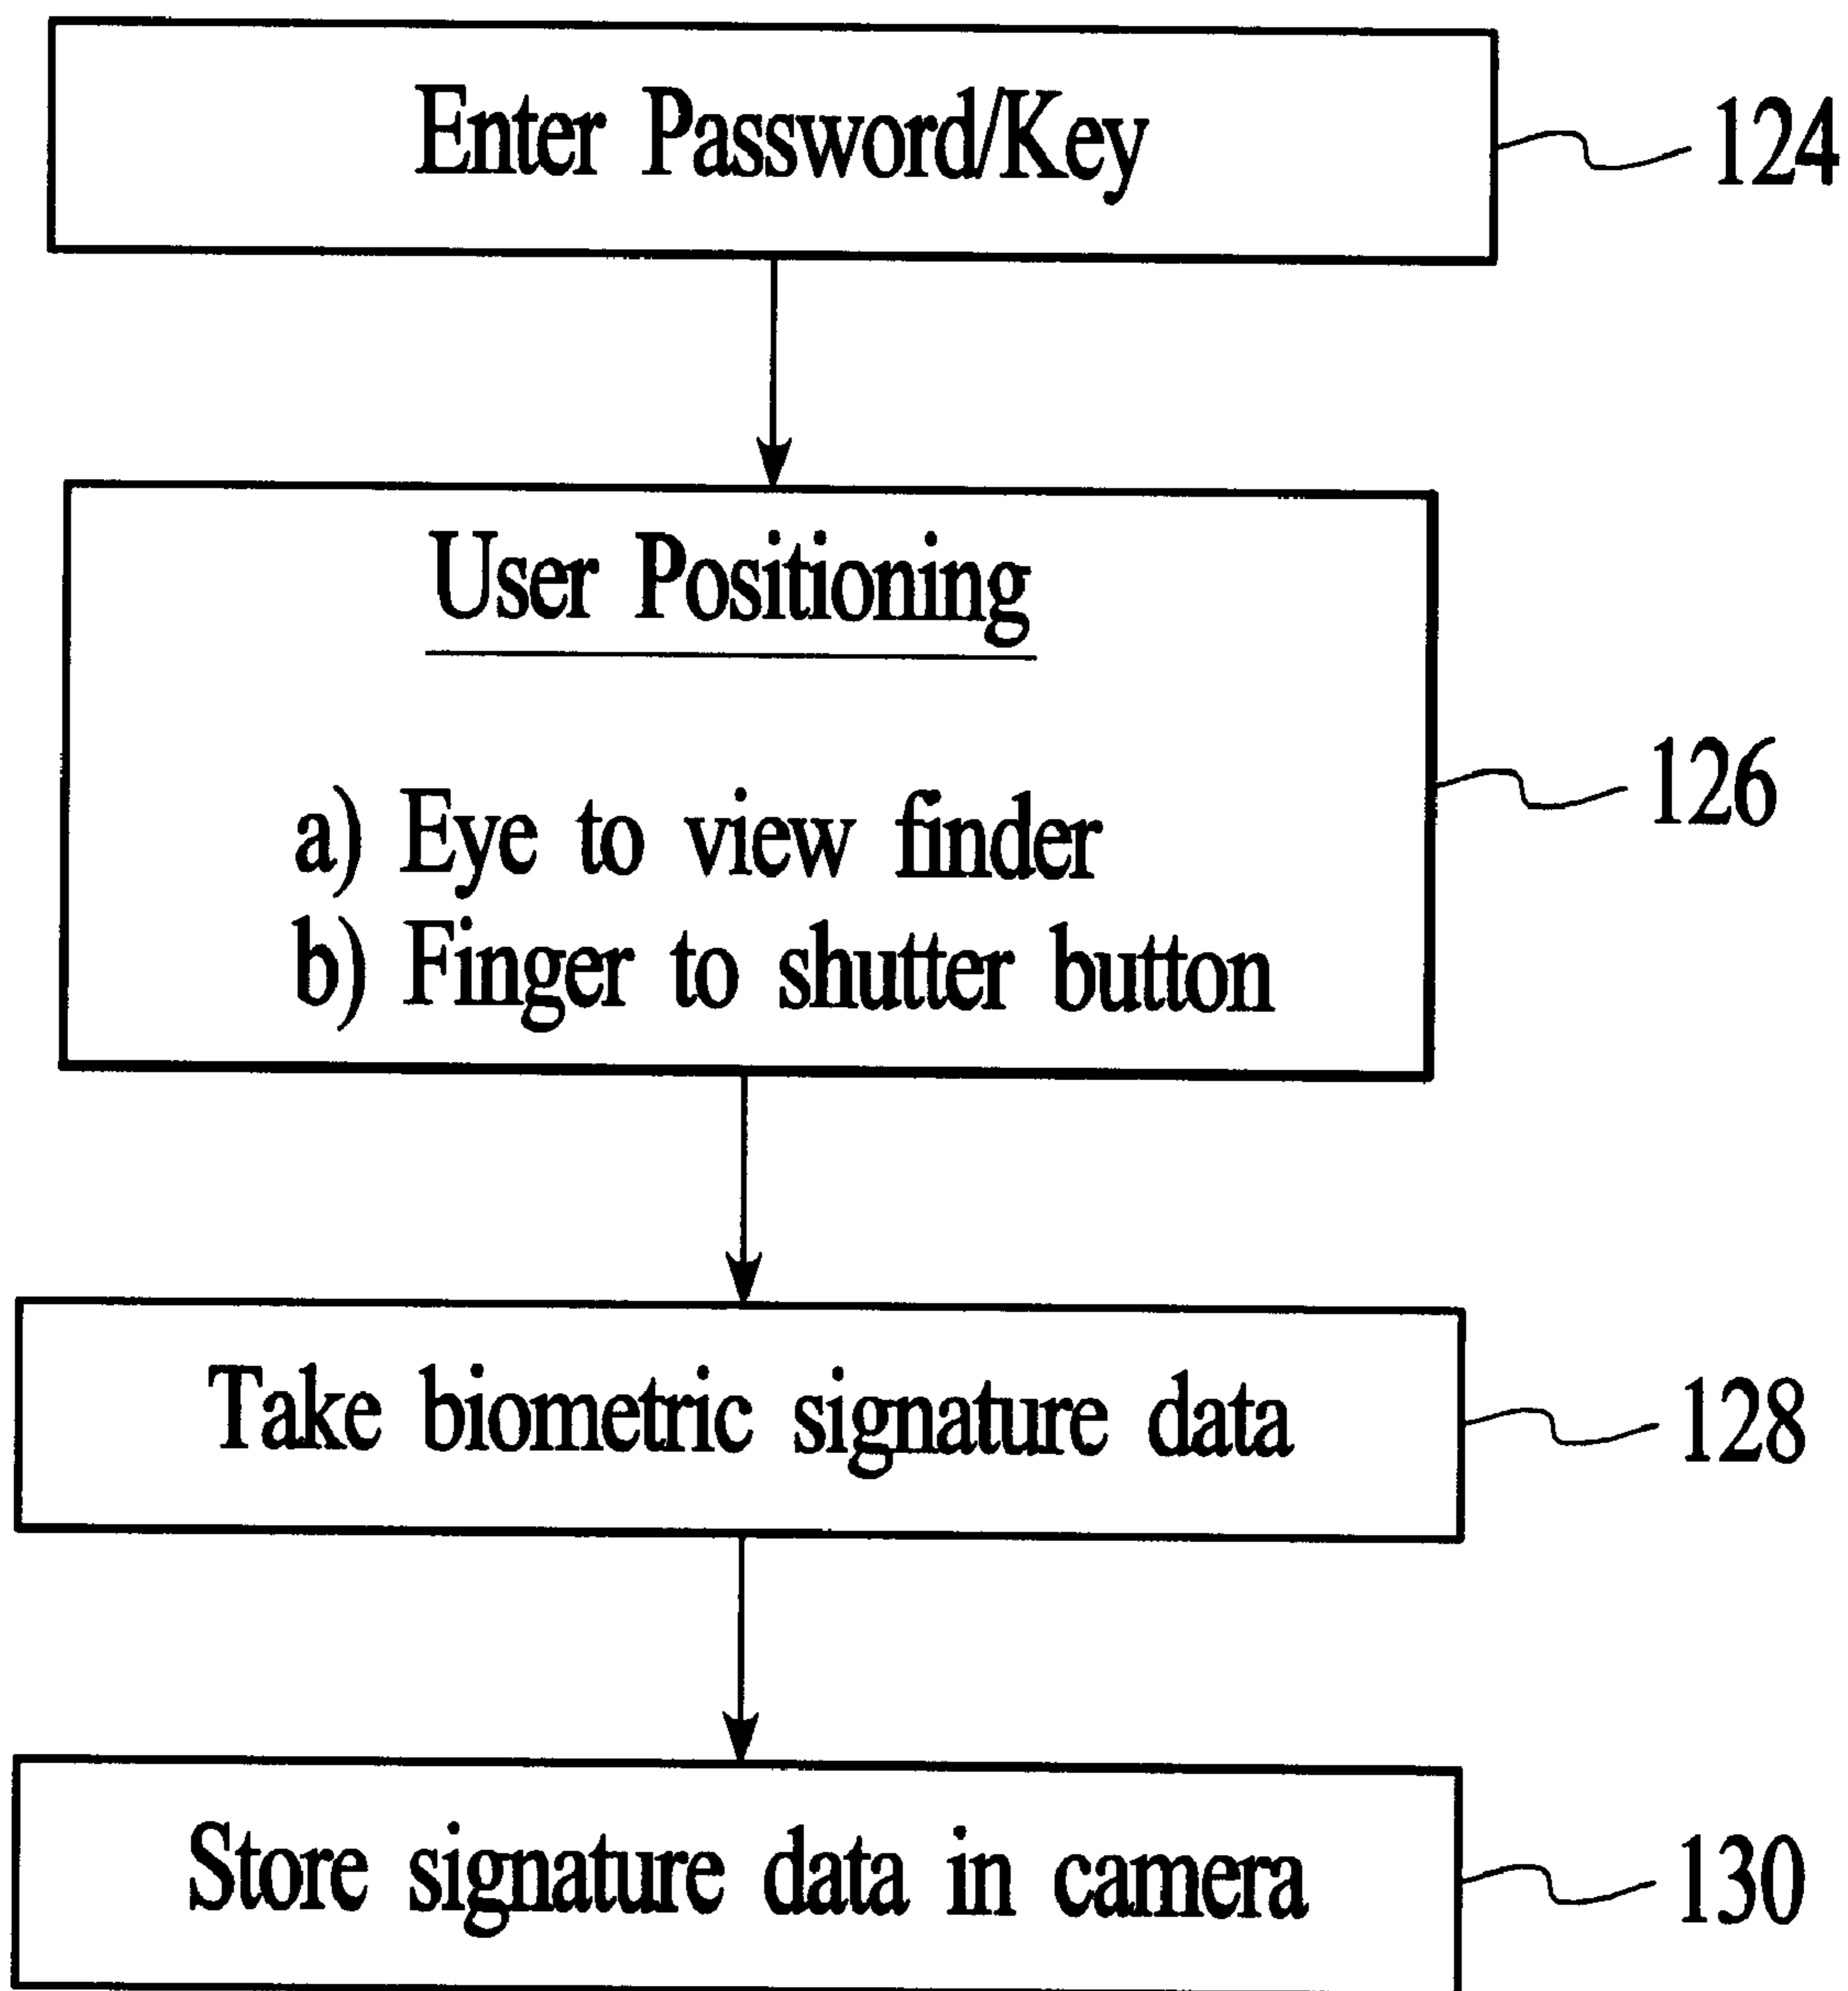 Enter Password/Key
124
User Positioning
a) Eye to view finder
126
b) Finger to shutter button
Take biometric signature data
128
Store signature data in camera
130